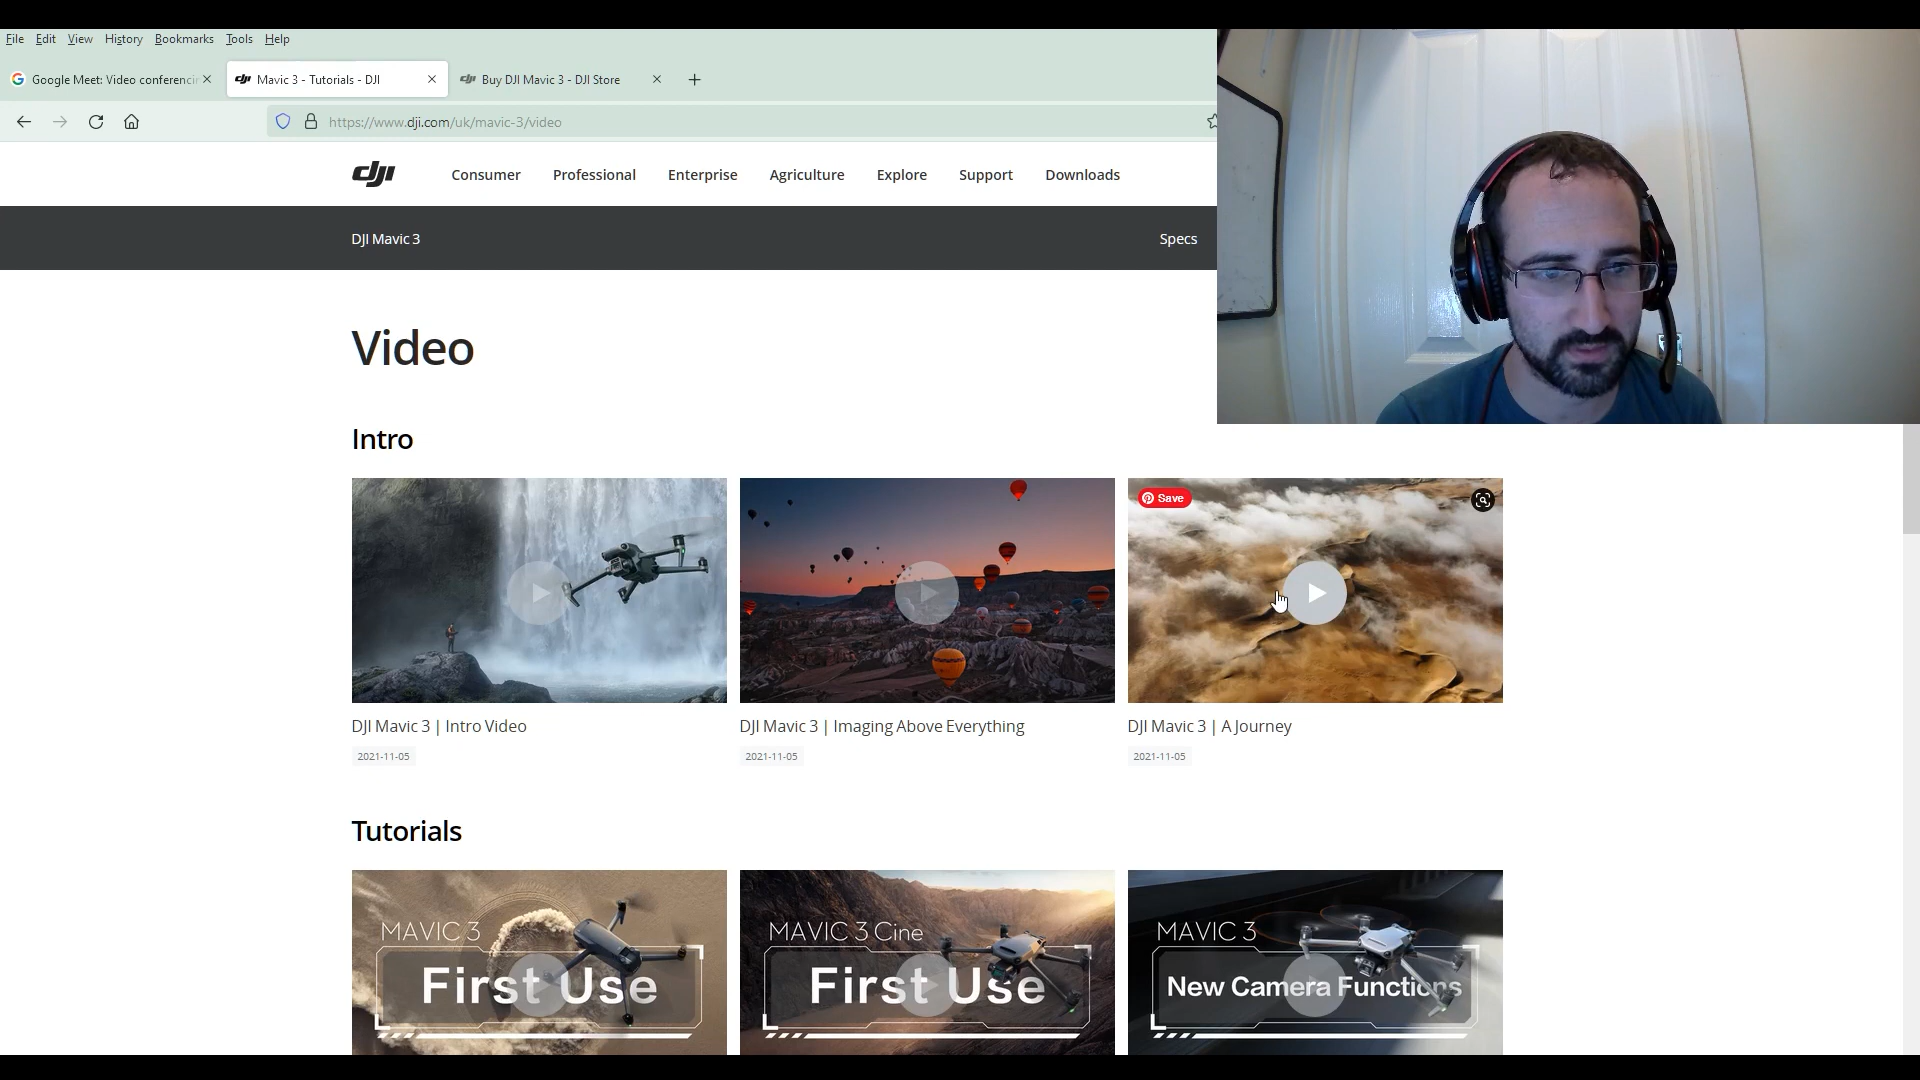 File Edit View History Bookmarks Tools Help
Google Meet: Video conferenci
Mavic 3 - Tutorials - DJI
Buy DJI Mavic 3 - DJI Store
https://www.dji.com/uk/mavic-3/video
dji
Consumer Professional Enterprise Agriculture Explore Support Downloads
DJI Mavic 3
Specs
Video
Intro
Save
DJI Mavic 3 | Intro Video
DJI Mavic 3 | Imaging Above Everything
DJI Mavic 3 | A Journey
2021-11-05
2021-11-05
2021-11-05
Tutorials
MAVIC 3
First Use
MAVIC 3 Cine
First Use
MAVIC 3
New Camera Functions